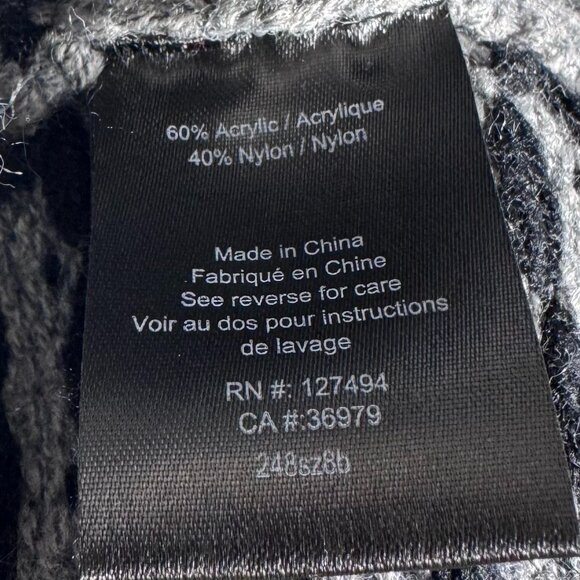 60% Acrylic / Acrylique
40% Nylon / Nylon
Made in China
Fabriqué en Chine
See reverse for care
Voir au dos pour instructions
de lavage
RN #: 127494
CA #:36979
248sz8b